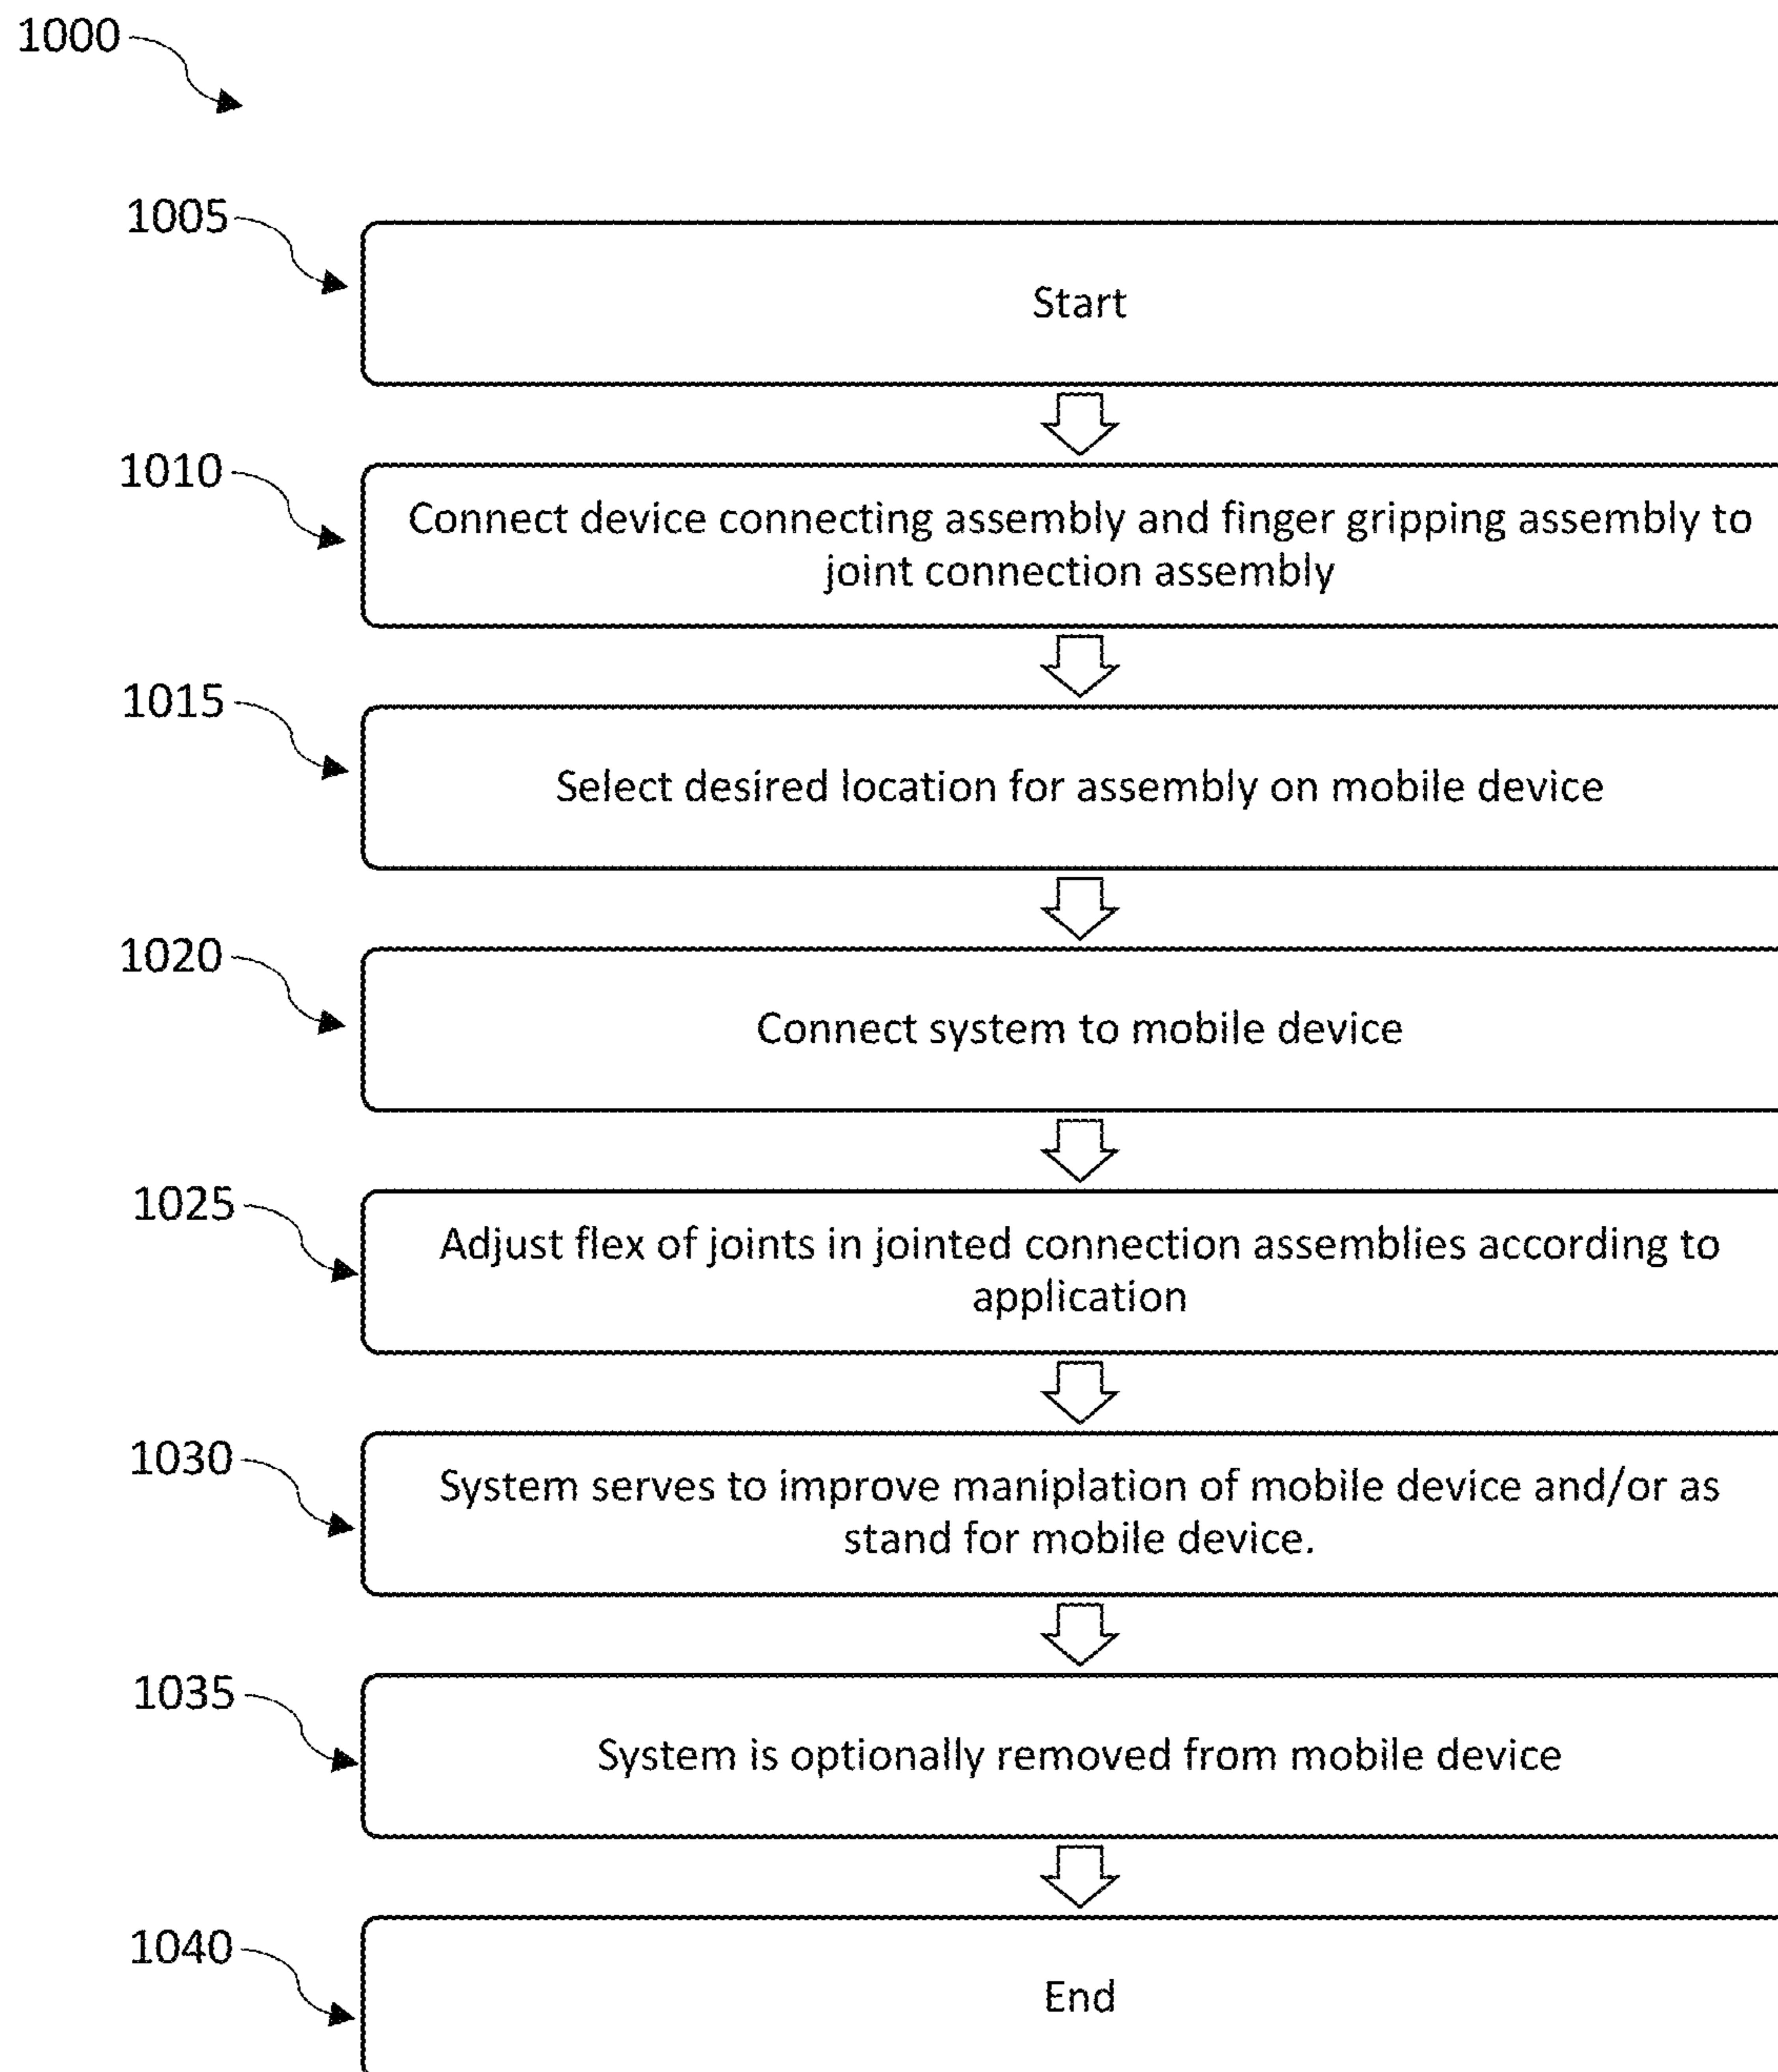 1000
1005
Start
1010
Connect device connecting assembly and finger gripping assembly to
joint connection assembly
1015
Select desired location for assembly on mobile device
1020
Connect system to mobile device
1025
Adjust flex of joints in jointed connection assemblies according to
application
1030
System serves to improve maniplation of mobile device and/or as
stand for mobile device.
1035
System is optionally removed from mobile device
1040
End